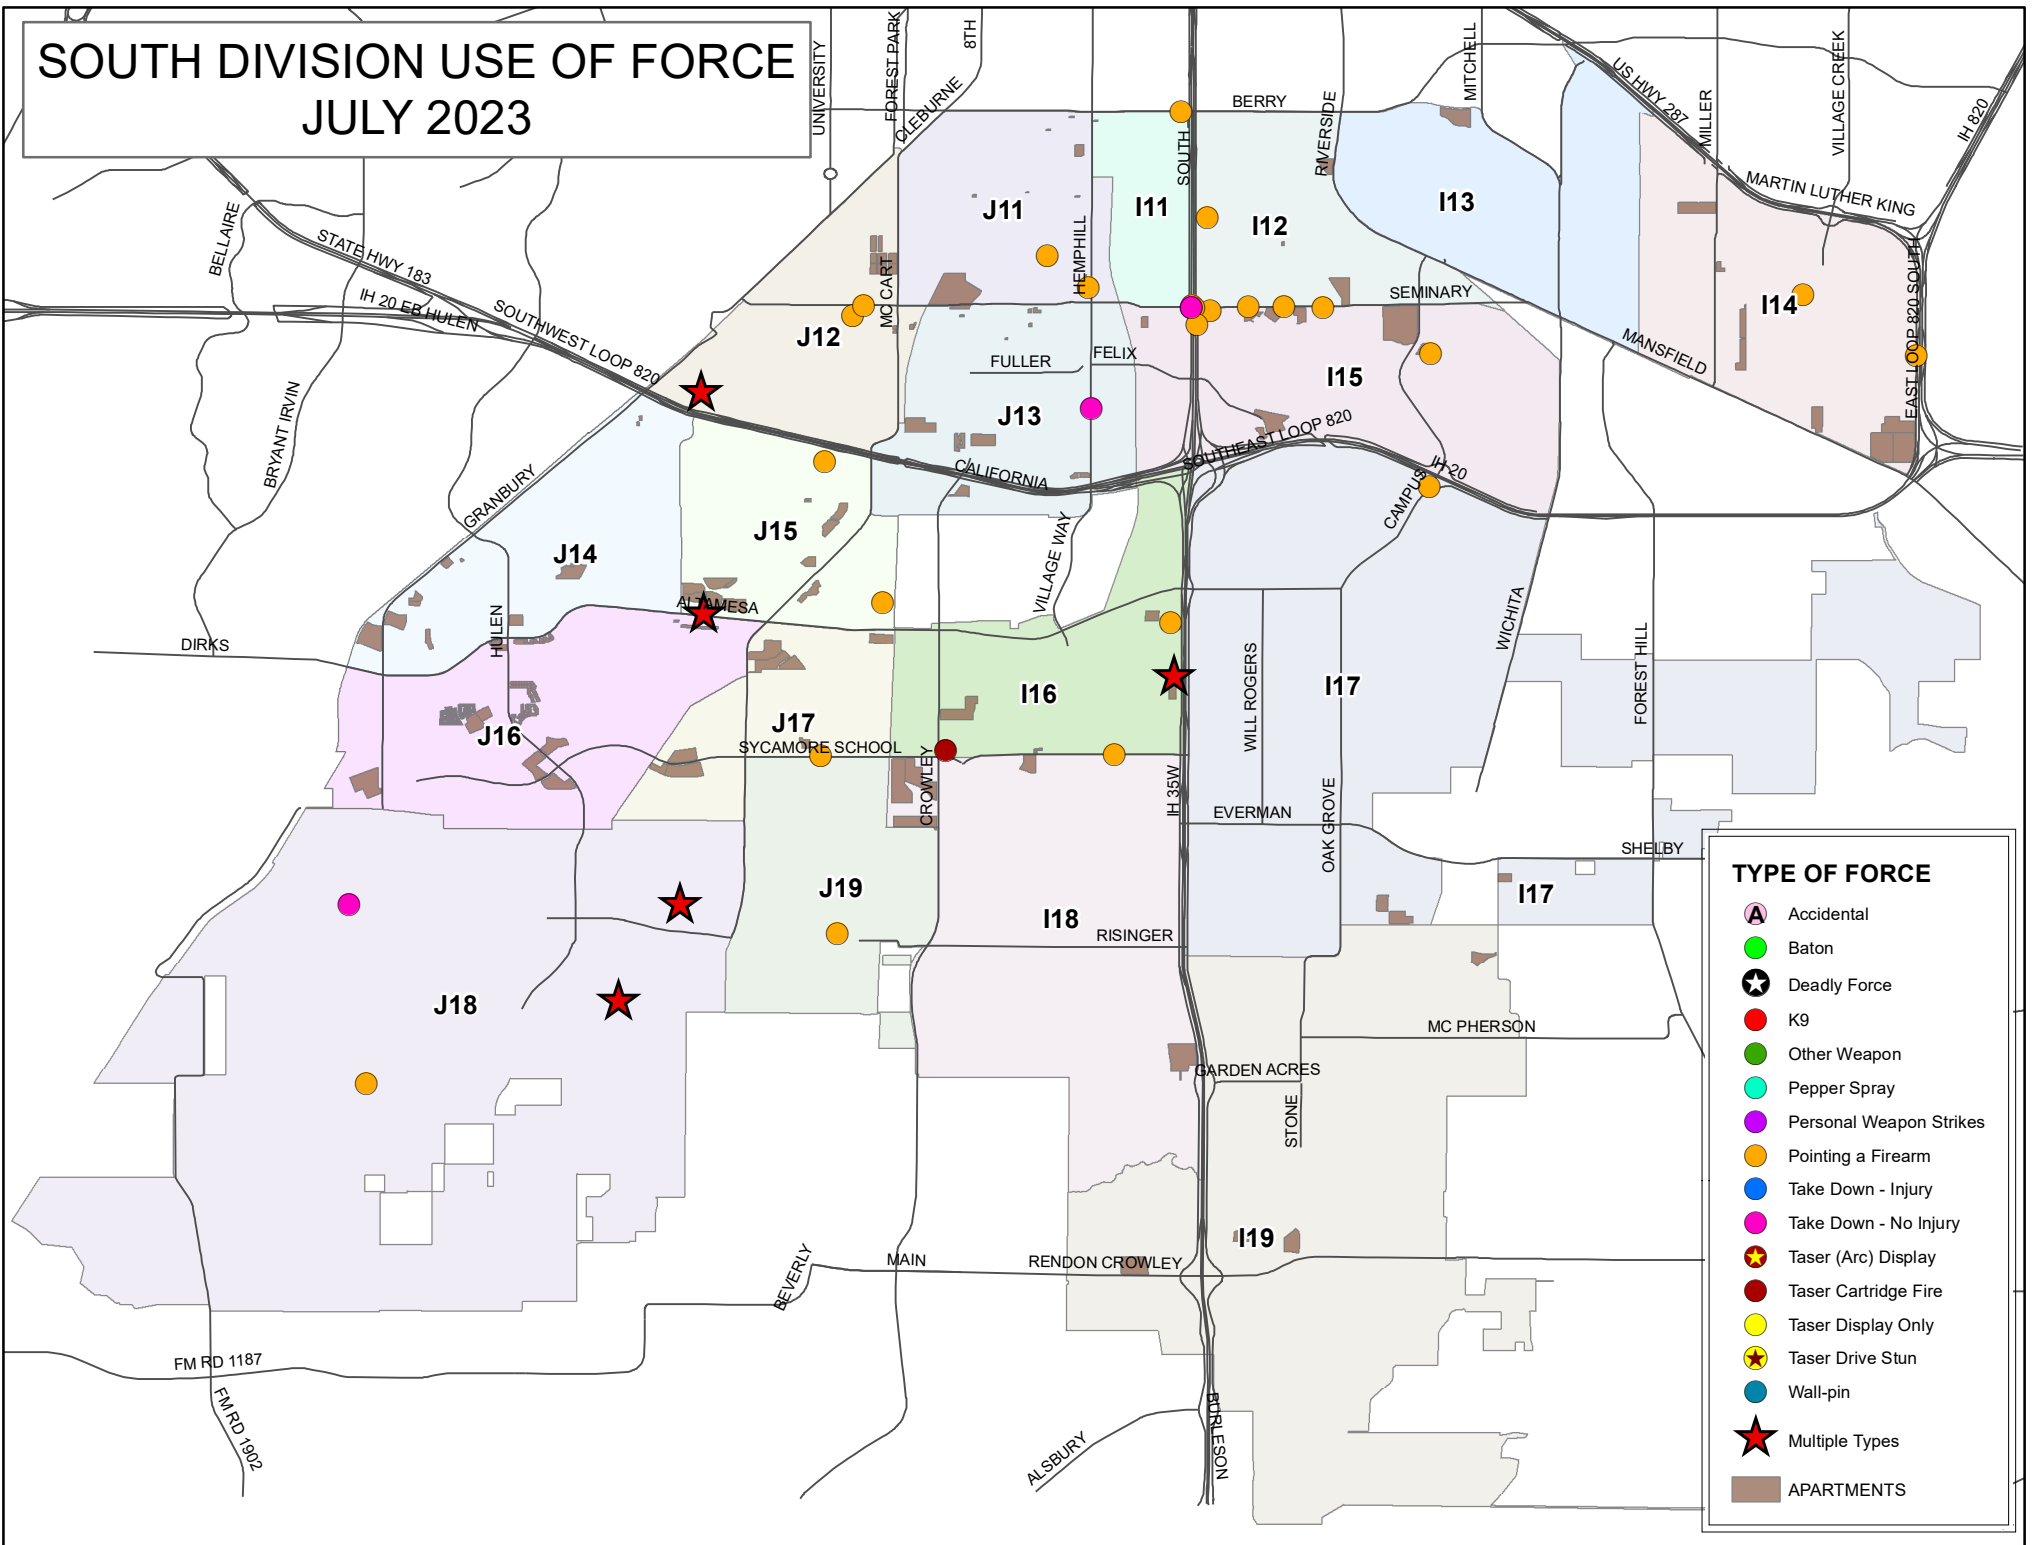 SOUTH DIVISION USE OF FORCE
JULY 2023
UNIVERSITY
FOREST PARK
CLEBURNE
8TH
BERRY
SOUTH
RIVERSIDE
MITCHELL
US HWY 287
MILLER
VILLAGE CREEK
IH 820
MARTIN LUTHER KING
BELLAIRE
STATE HWY 183
IH 20 EB HULEN
SOUTHWEST LOOP 820
MC CART
HEMPHILL
J11
I11
I12
I13
I14
SEMINARY
EAST LOOP 820 SOUTH
J12
FULLER
FELIX
MANSFIELD
I15
J13
BRYANT IRVIN
SOUTHEAST LOOP 820
CALIFORNIA
IH 20
CAMPUS
GRANBURY
J15
J14
VILLAGE WAY
ALTAMESA
HULEN
DIRKS
WICHITA
FOREST HILL
WILL ROGERS
I17
I16
J17
J16
SYCAMORE SCHOOL
CROWLEY
IH 35W
EVERMAN
OAK GROVE
SHELBY
J19
I17
I18
RISINGER
J18
MC PHERSON
GARDEN ACRES
STONE
I19
RENDON CROWLEY
MAIN
BEVERLY
FM RD 1187
FM RD 1902
ALSBURY
BURLESON
TYPE OF FORCE
A Accidental
Baton
Deadly Force
K9
Other Weapon
Pepper Spray
Personal Weapon Strikes
Pointing a Firearm
Take Down - Injury
Take Down - No Injury
Taser (Arc) Display
Taser Cartridge Fire
Taser Display Only
Taser Drive Stun
Wall-pin
Multiple Types
APARTMENTS